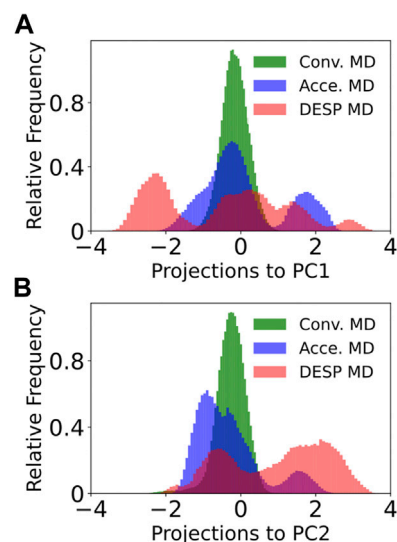 A
Relative Frequency
Conv. MD
Acce. MD
DESP MD
0.8
0.4
0
−4 −2 0 2 4
Projections to PC1
B
Relative Frequency
Conv. MD
Acce. MD
DESP MD
0.8
0.4
0
−4 −2 0 2 4
Projections to PC2